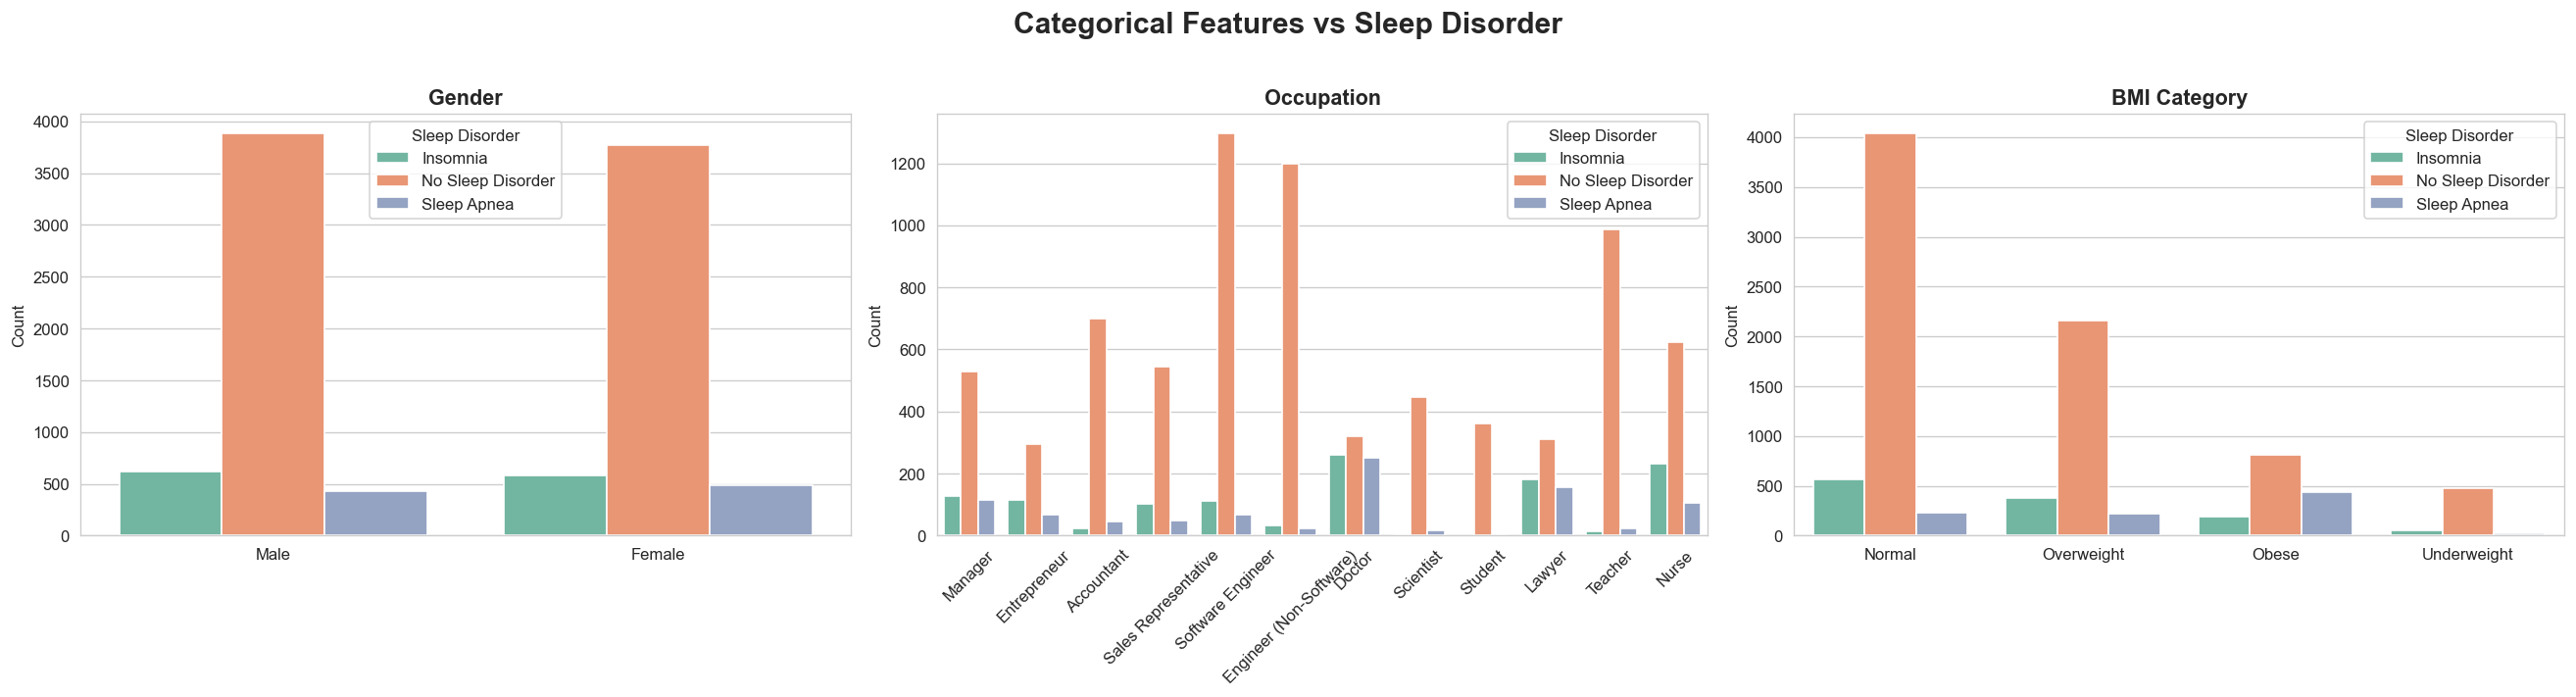 Categorical Features vs Sleep Disorder
Gender
Count
4000
3500
3000
2500
2000
1500
1000
500
0
Sleep Disorder
Insomnia
No Sleep Disorder
Sleep Apnea
Male
Female
Occupation
Count
1200
1000
800
600
400
200
0
Sleep Disorder
Insomnia
No Sleep Disorder
Sleep Apnea
Manager
Entrepreneur
Accountant
Sales Representative
Software Engineer
Engineer (Non-Software)
Doctor
Scientist
Student
Lawyer
Teacher
Nurse
BMI Category
Count
4000
3500
3000
2500
2000
1500
1000
500
0
Sleep Disorder
Insomnia
No Sleep Disorder
Sleep Apnea
Normal
Overweight
Obese
Underweight